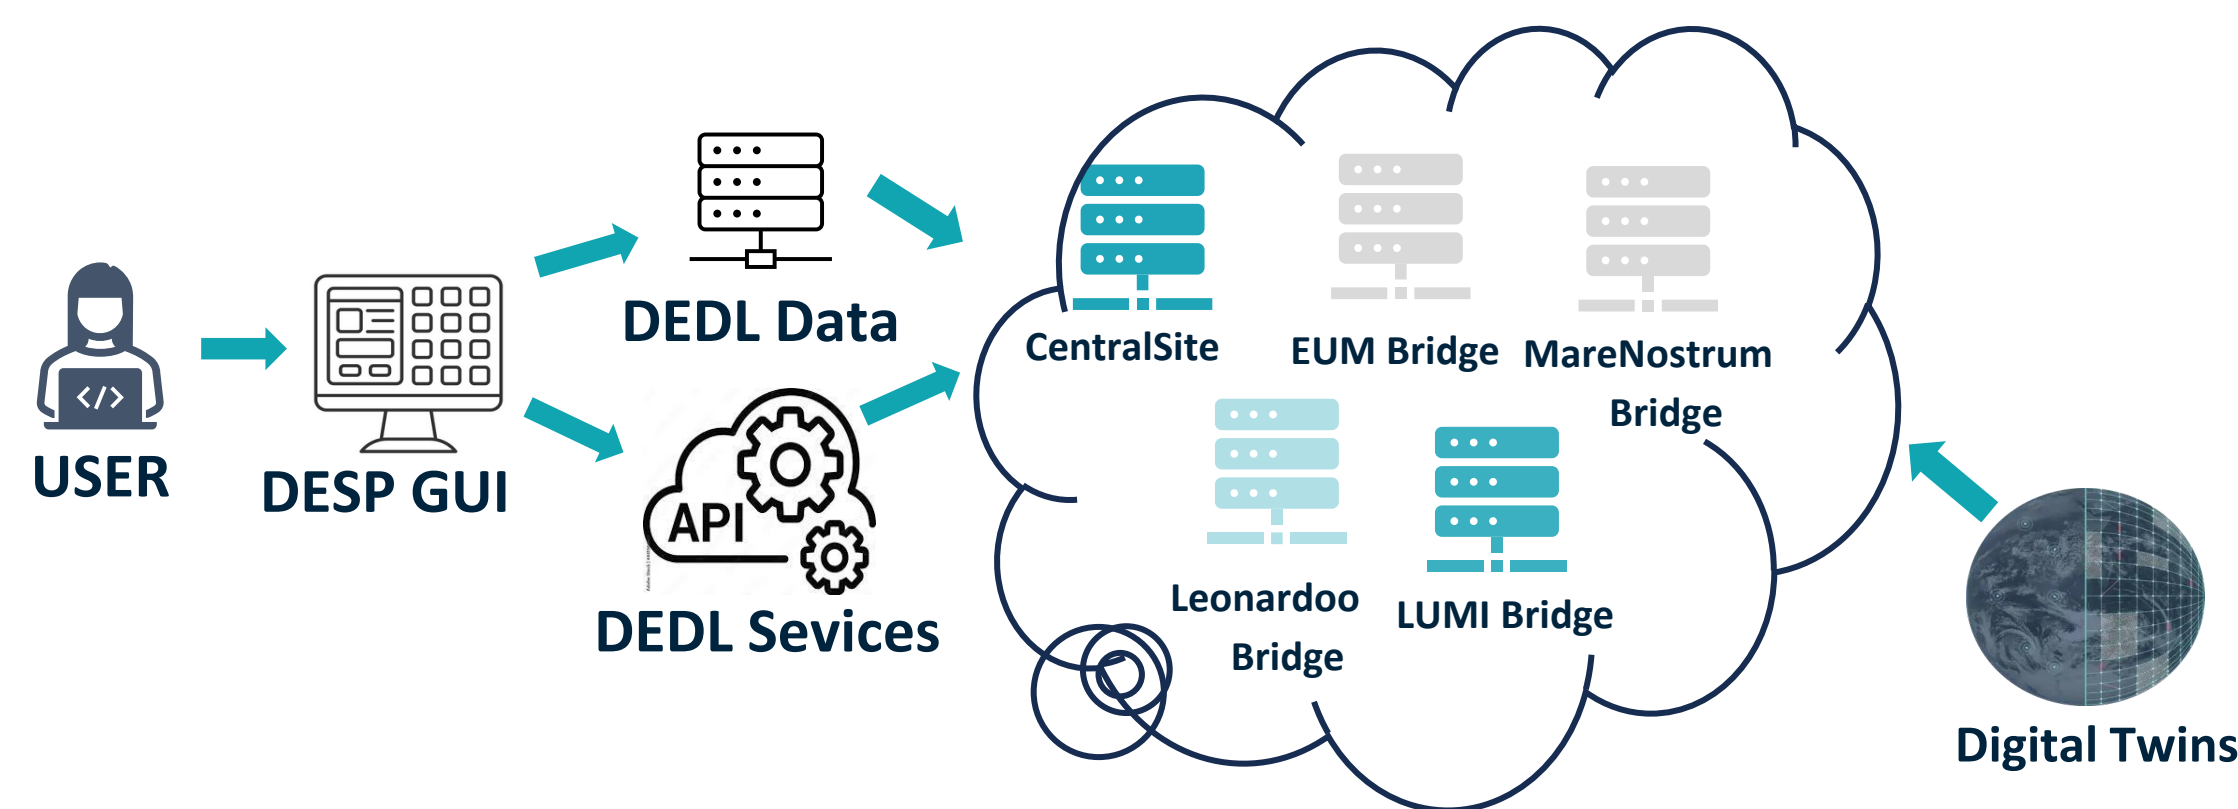 USER
</>
DESP GUI
DEDL Data
API
DEDL Sevices
CentralSite
EUM Bridge
MareNostrum
Bridge
Leonardoo
Bridge
LUMI Bridge
Digital Twins